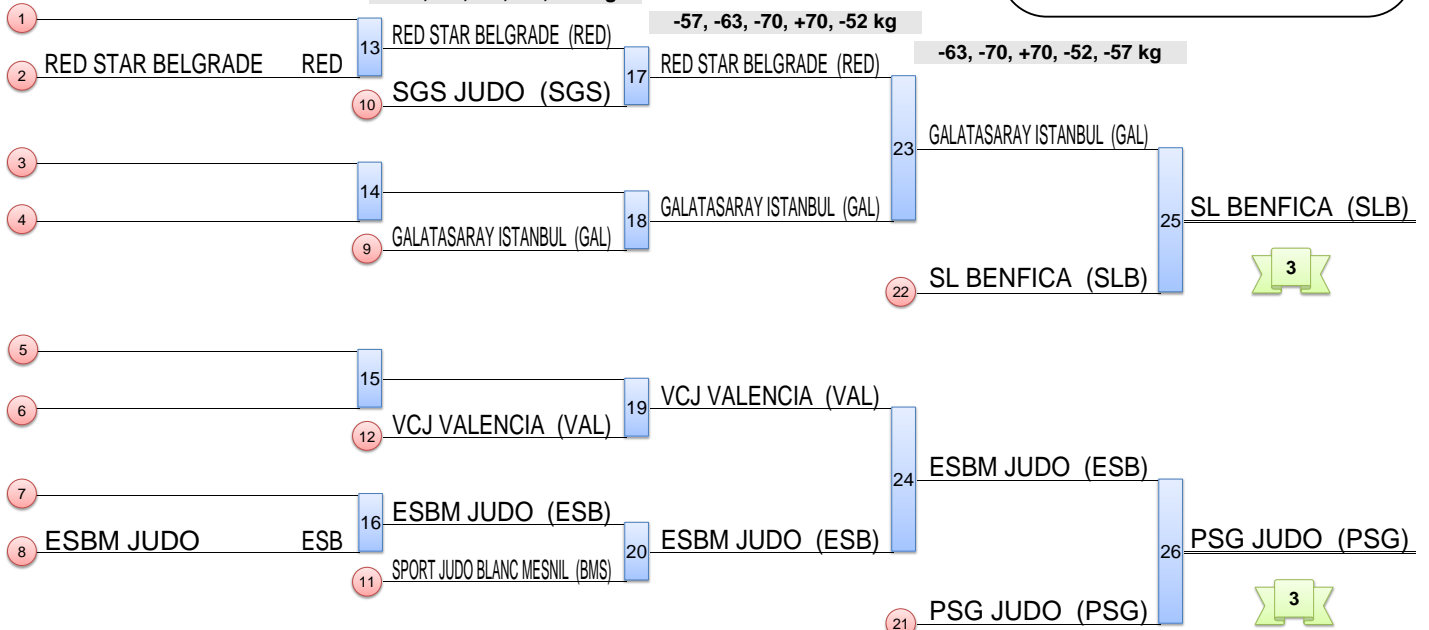 -57, -63, -70, +70, -52 kg
-63, -70, +70, -52, -57 kg
1
2 RED STAR BELGRADE RED
13
RED STAR BELGRADE (RED)
10 SGS JUDO (SGS)
17
RED STAR BELGRADE (RED)
3
4
14
9 GALATASARAY ISTANBUL (GAL)
18
GALATASARAY ISTANBUL (GAL)
23
GALATASARAY ISTANBUL (GAL)
22 SL BENFICA (SLB)
25
SL BENFICA (SLB)
3
5
6
15
12 VCJ VALENCIA (VAL)
19
VCJ VALENCIA (VAL)
7
8 ESBM JUDO ESB
16
ESBM JUDO (ESB)
11 SPORT JUDO BLANC MESNIL (BMS)
20
ESBM JUDO (ESB)
24
ESBM JUDO (ESB)
21 PSG JUDO (PSG)
26
PSG JUDO (PSG)
3